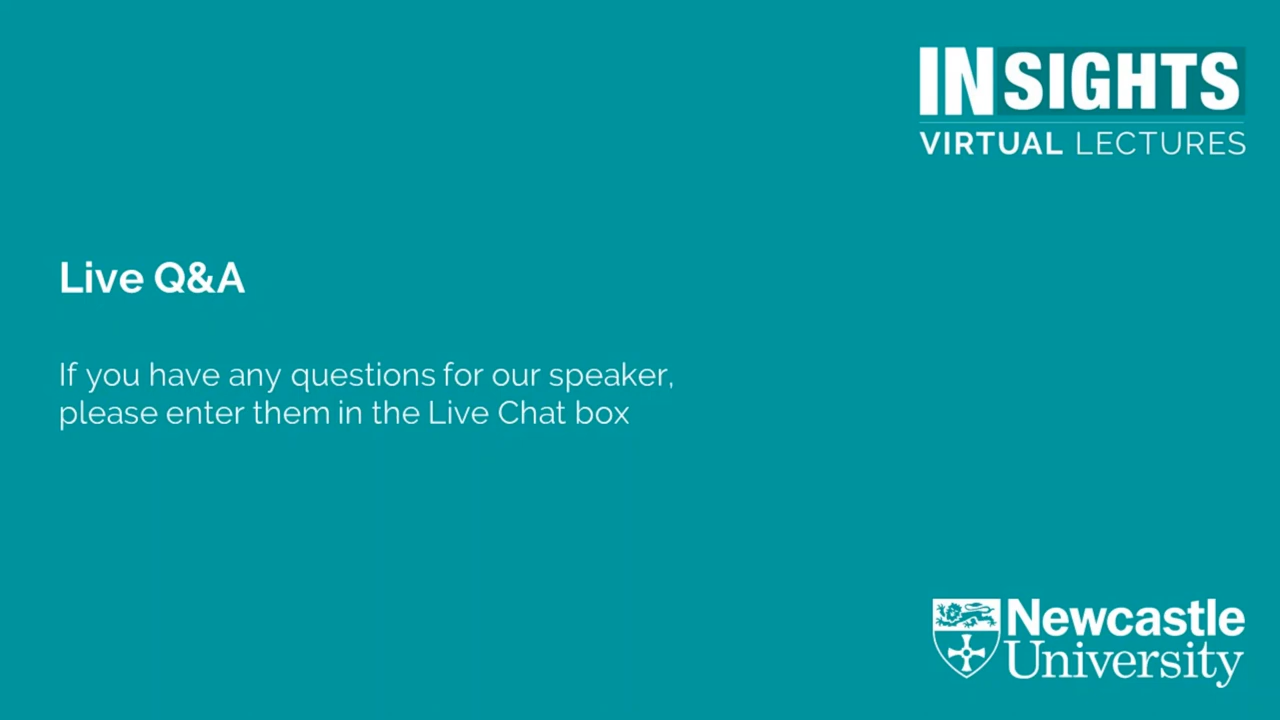 INSIGHTS
VIRTUAL LECTURES
Live Q&A
If you have any questions for our speaker,
please enter them in the Live Chat box
Newcastle
University